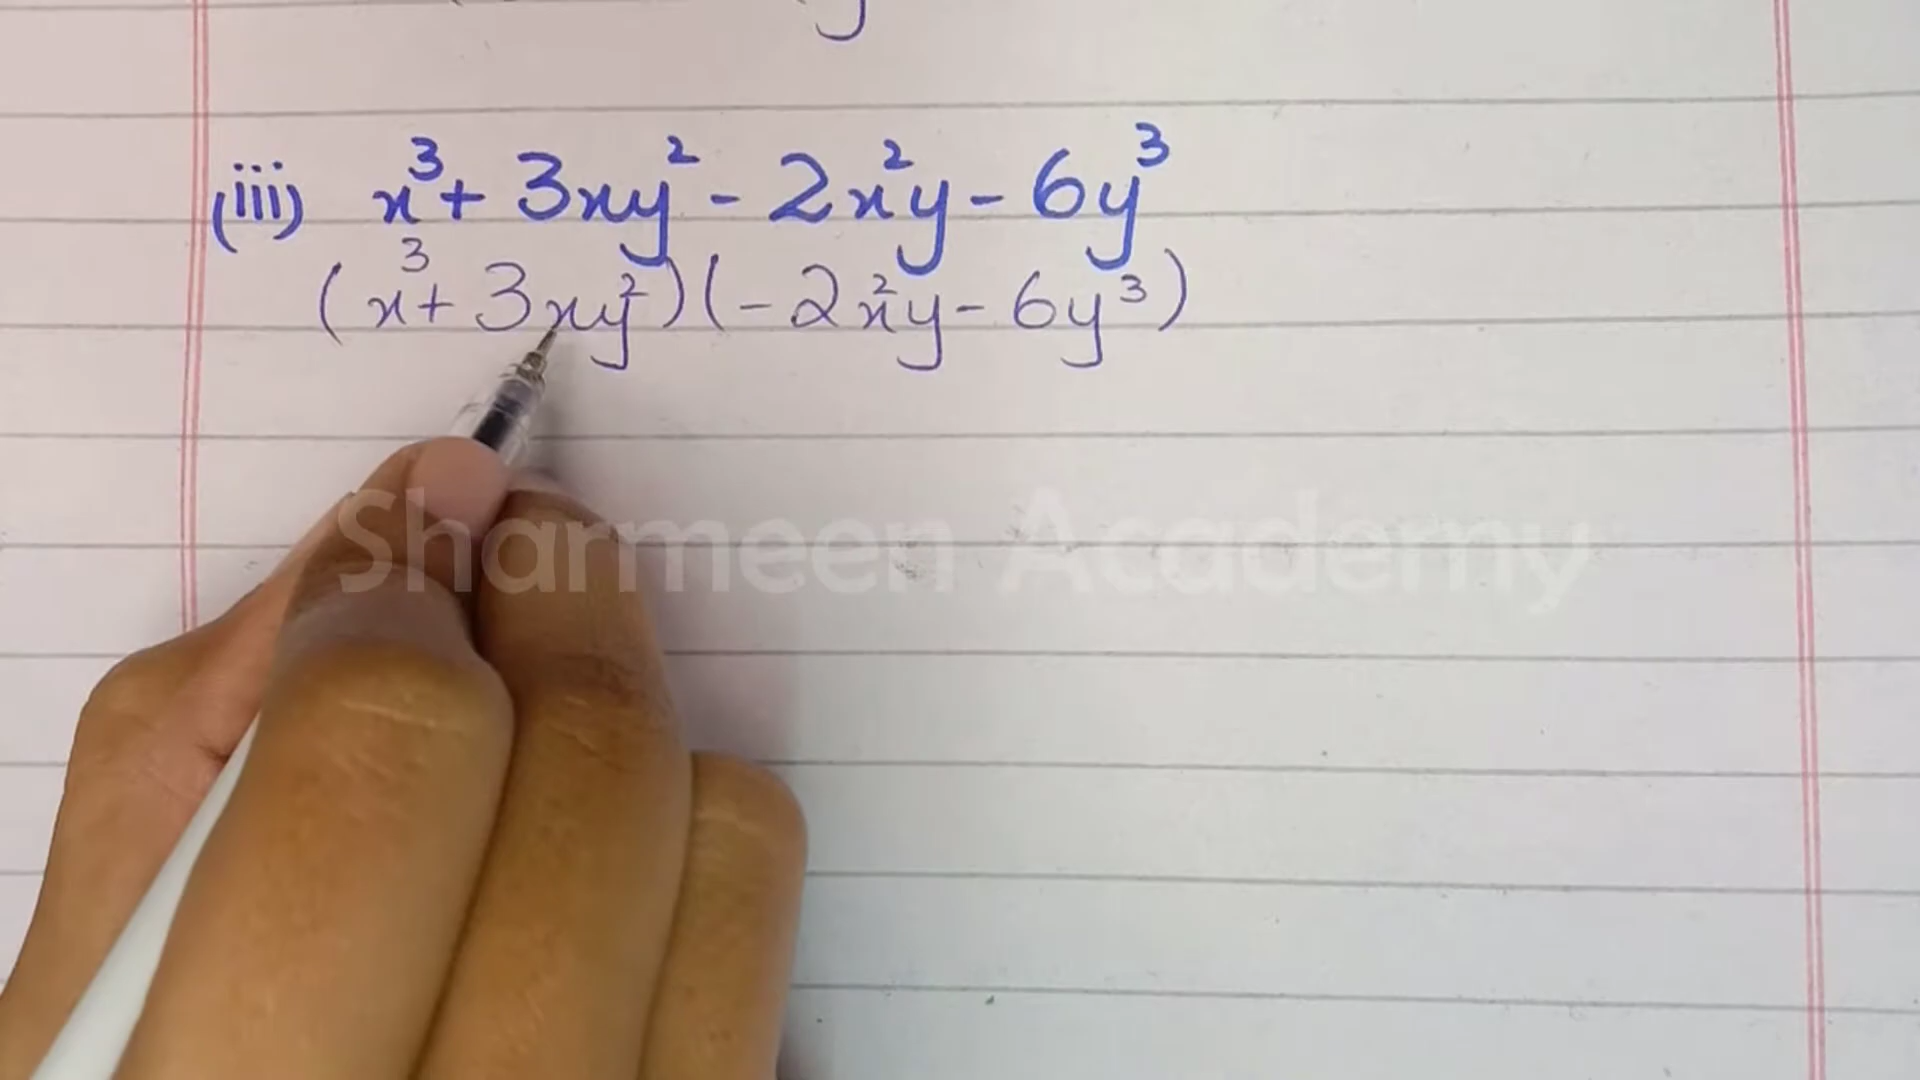 (iii) x³ + 3xy² - 2x²y - 6y³
(x³ + 3xy²)(-2x²y - 6y³)
Sharmeen Academy